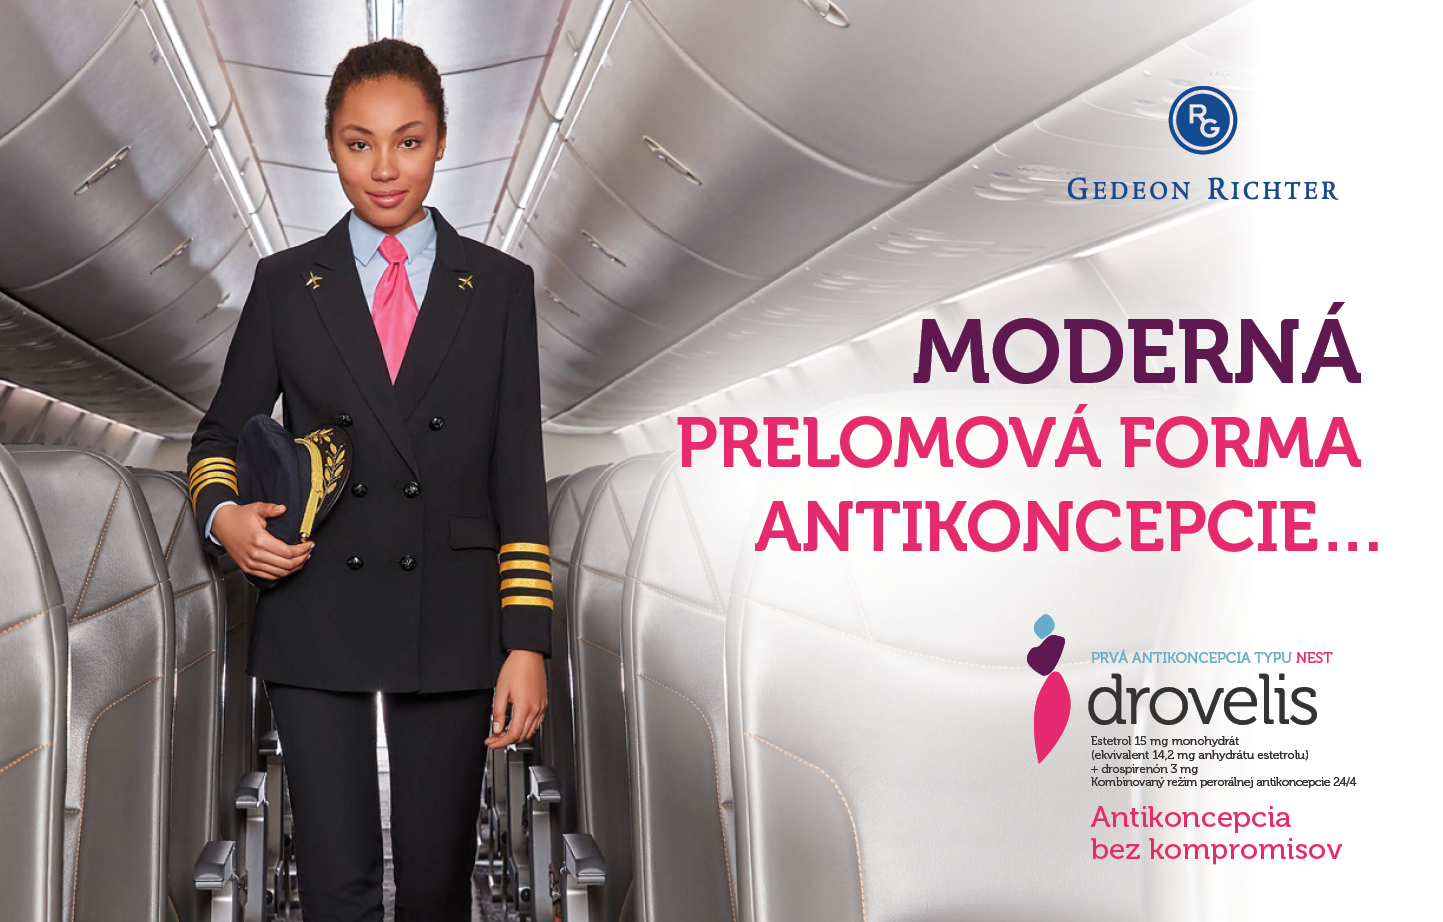 RG
GEDEON RICHTER
MODERNÁ
PRELOMOVÁ FORMA
ANTIKONCEPCIE...
PRVÁ ANTIKONCEPCIA TYPU NEST
drovelis
Estetrol 15 mg monohydrát
(ekvivalent 14,2 mg anhydrátu estetrolu)
+ drospirenón 3 mg
Kombinovaný režim perorálnej antikoncepcie 24/4
Antikoncepcia
bez kompromisov